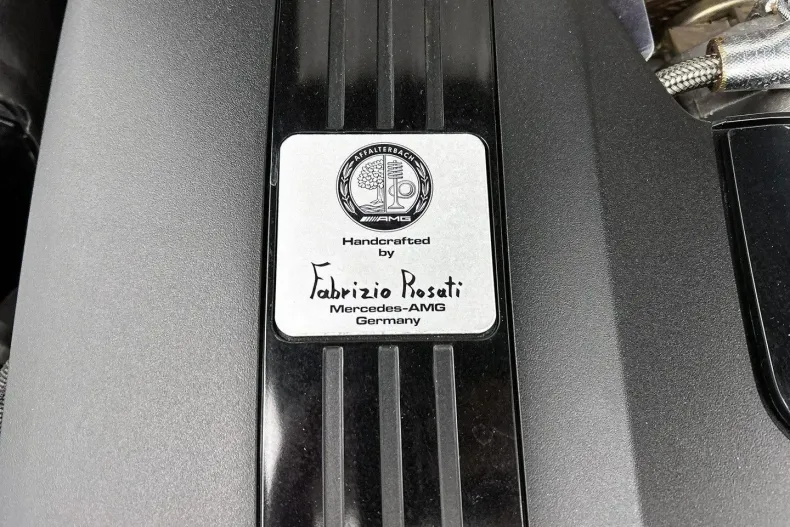 AFFALTERBACH
AMG
Handcrafted
by
Fabrizio Rosati
Mercedes-AMG
Germany